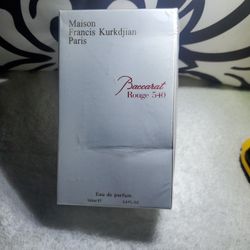 Maison
Francis Kurkdjian
Paris
Baccarat
Rouge 540
Eau de parfum